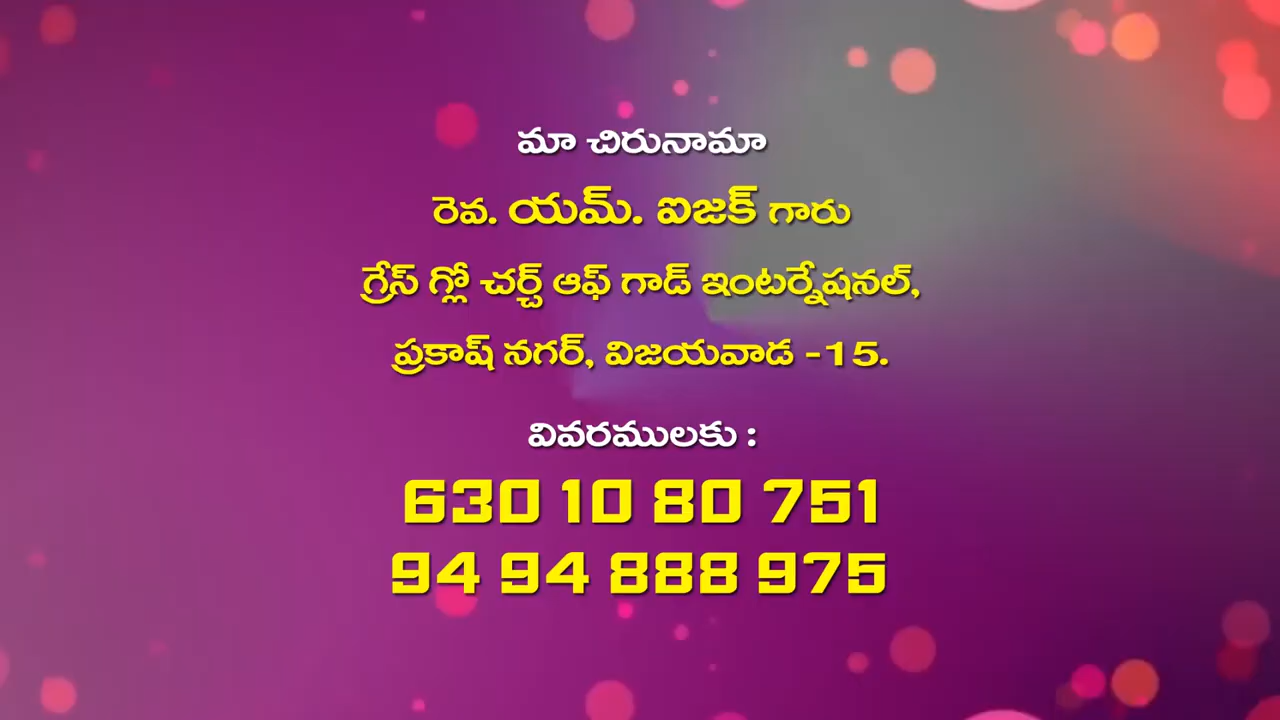 మా చిరునామా
రెవ. యమ్. ఐజక్ గారు
గ్రేస్ గ్లో చర్చ్ ఆఫ్ గాడ్ ఇంటర్నేషనల్,
ప్రకాష్ నగర్, విజయవాడ -15.
వివరములకు :
630 10 80 751
94 94 888 975